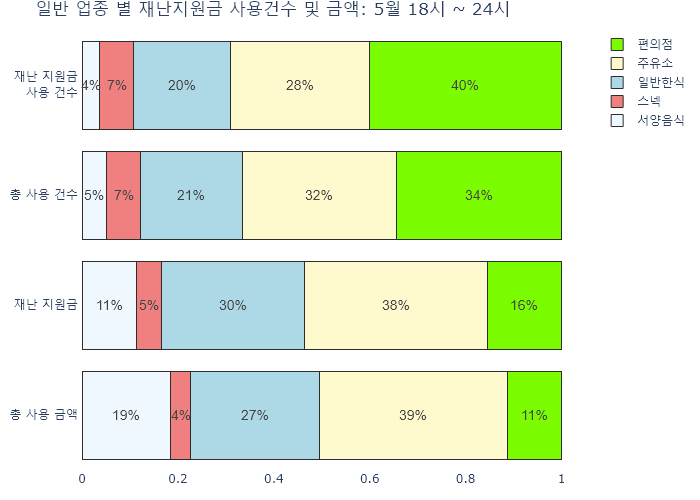 일반 업종 별 재난지원금 사용건수 및 금액: 5월 18시 ~ 24시
편의점
주유소
일반한식
스넥
서양음식
재난 지원금
사용 건수
4% 7% 20% 28% 40%
총 사용 건수
5% 7% 21% 32% 34%
재난 지원금
11% 5% 30% 38% 16%
총 사용 금액
19% 4% 27% 39% 11%
0 0.2 0.4 0.6 0.8 1